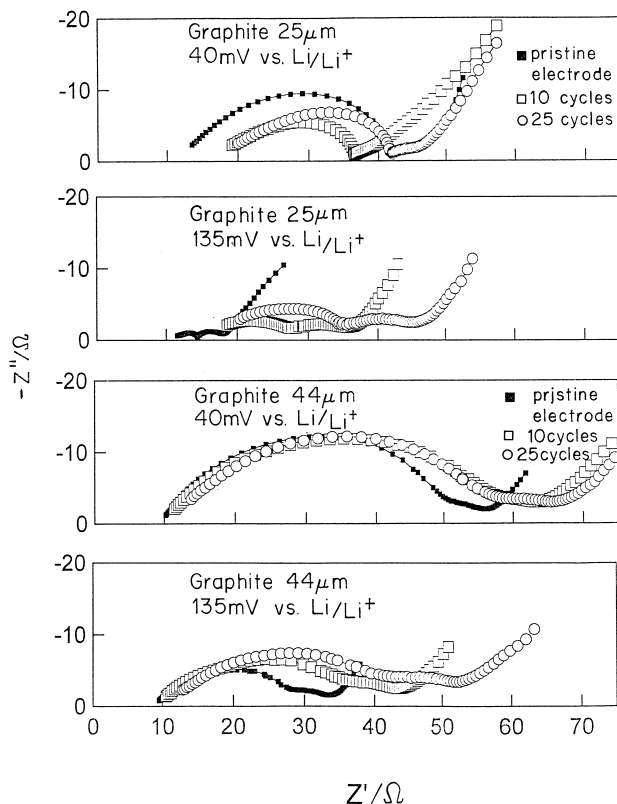 -20
Graphite 25μm
40mV vs. Li/Li+
■ pristine
electrode
□ 10 cycles
○ 25 cycles
-10
0
-20
Graphite 25μm
135mV vs. Li/Li+
-10
0
-Z''/Ω
-20
Graphite 44μm
40mV vs. Li/Li+
■ prjstine
electrode
□ 10cycles
○ 25cycles
-10
0
-20
Graphite 44μm
135mV vs. Li/Li+
-10
0
0 10 20 30 40 50 60 70
Z'/Ω